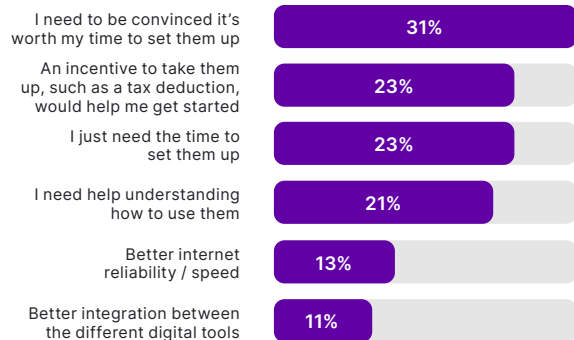 I need to be convinced it's
worth my time to set them up
31%
An incentive to take them
up, such as a tax deduction,
would help me get started
23%
I just need the time to
set them up
23%
I need help understanding
how to use them
21%
Better internet
reliability / speed
13%
Better integration between
the different digital tools
11%